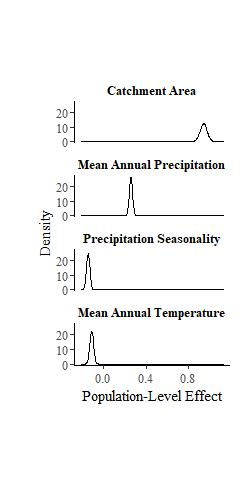 Catchment Area
20
10
0
Mean Annual Precipitation
20
10
0
Precipitation Seasonality
20
10
0
Mean Annual Temperature
20
10
0
Density
0.0 0.4 0.8
Population-Level Effect